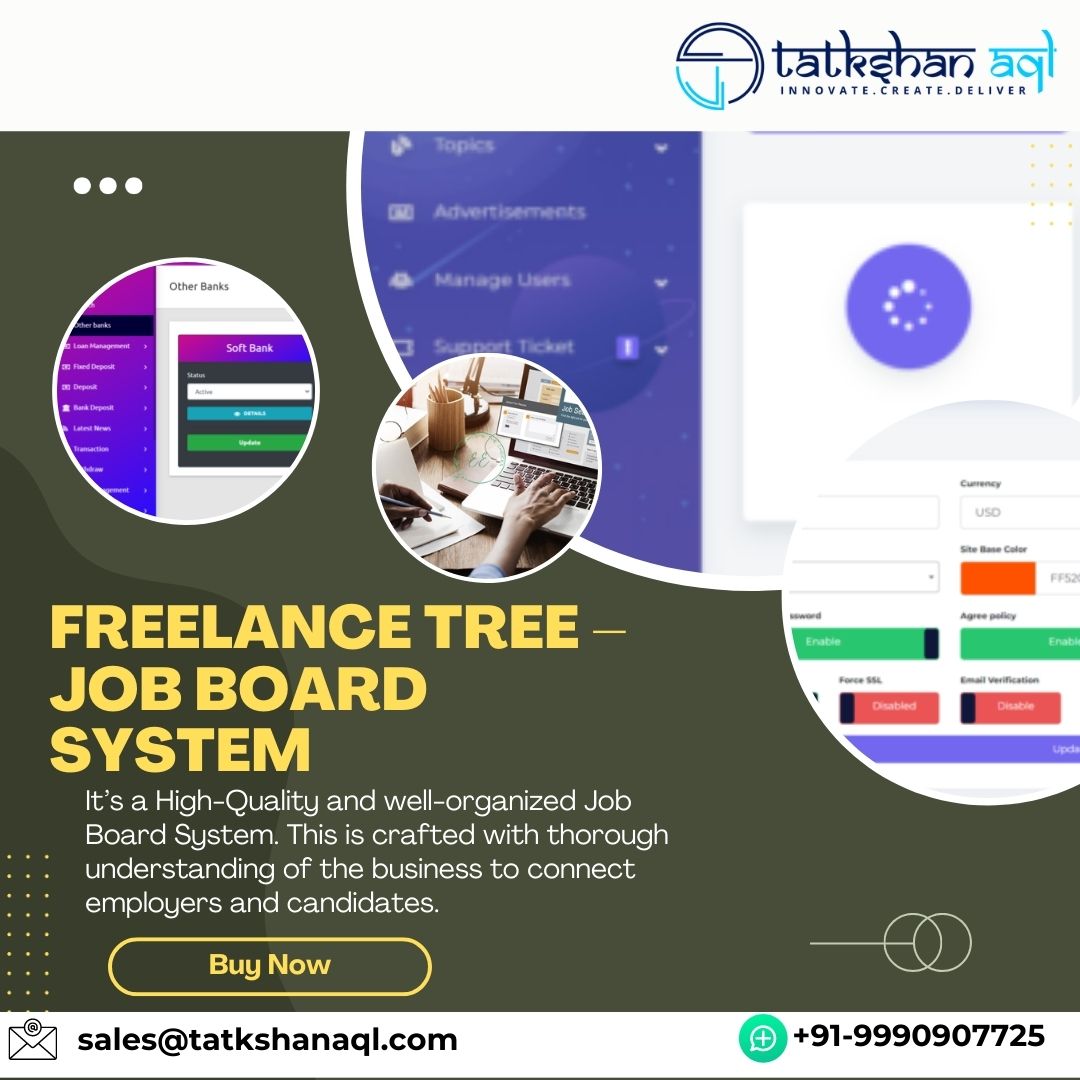 tatkshan aql
INNOVATE.CREATE.DELIVER
Topics
Advertisements
Manage Users
Support Ticket
Other Banks
Other banks
Loan Management
Fixed Deposit
Deposit
Bank Deposit
Latest News
Transaction
Soft Bank
Status
Active
DETAILS
Update
Currency
USD
Site Base Color
FF520
Agree policy
Enable
Enable
Force SSL
Email Verification
Disabled
Disable
FREELANCE TREE –
JOB BOARD
SYSTEM
It's a High-Quality and well-organized Job
Board System. This is crafted with thorough
understanding of the business to connect
employers and candidates.
Buy Now
sales@tatkshanaql.com
+91-9990907725